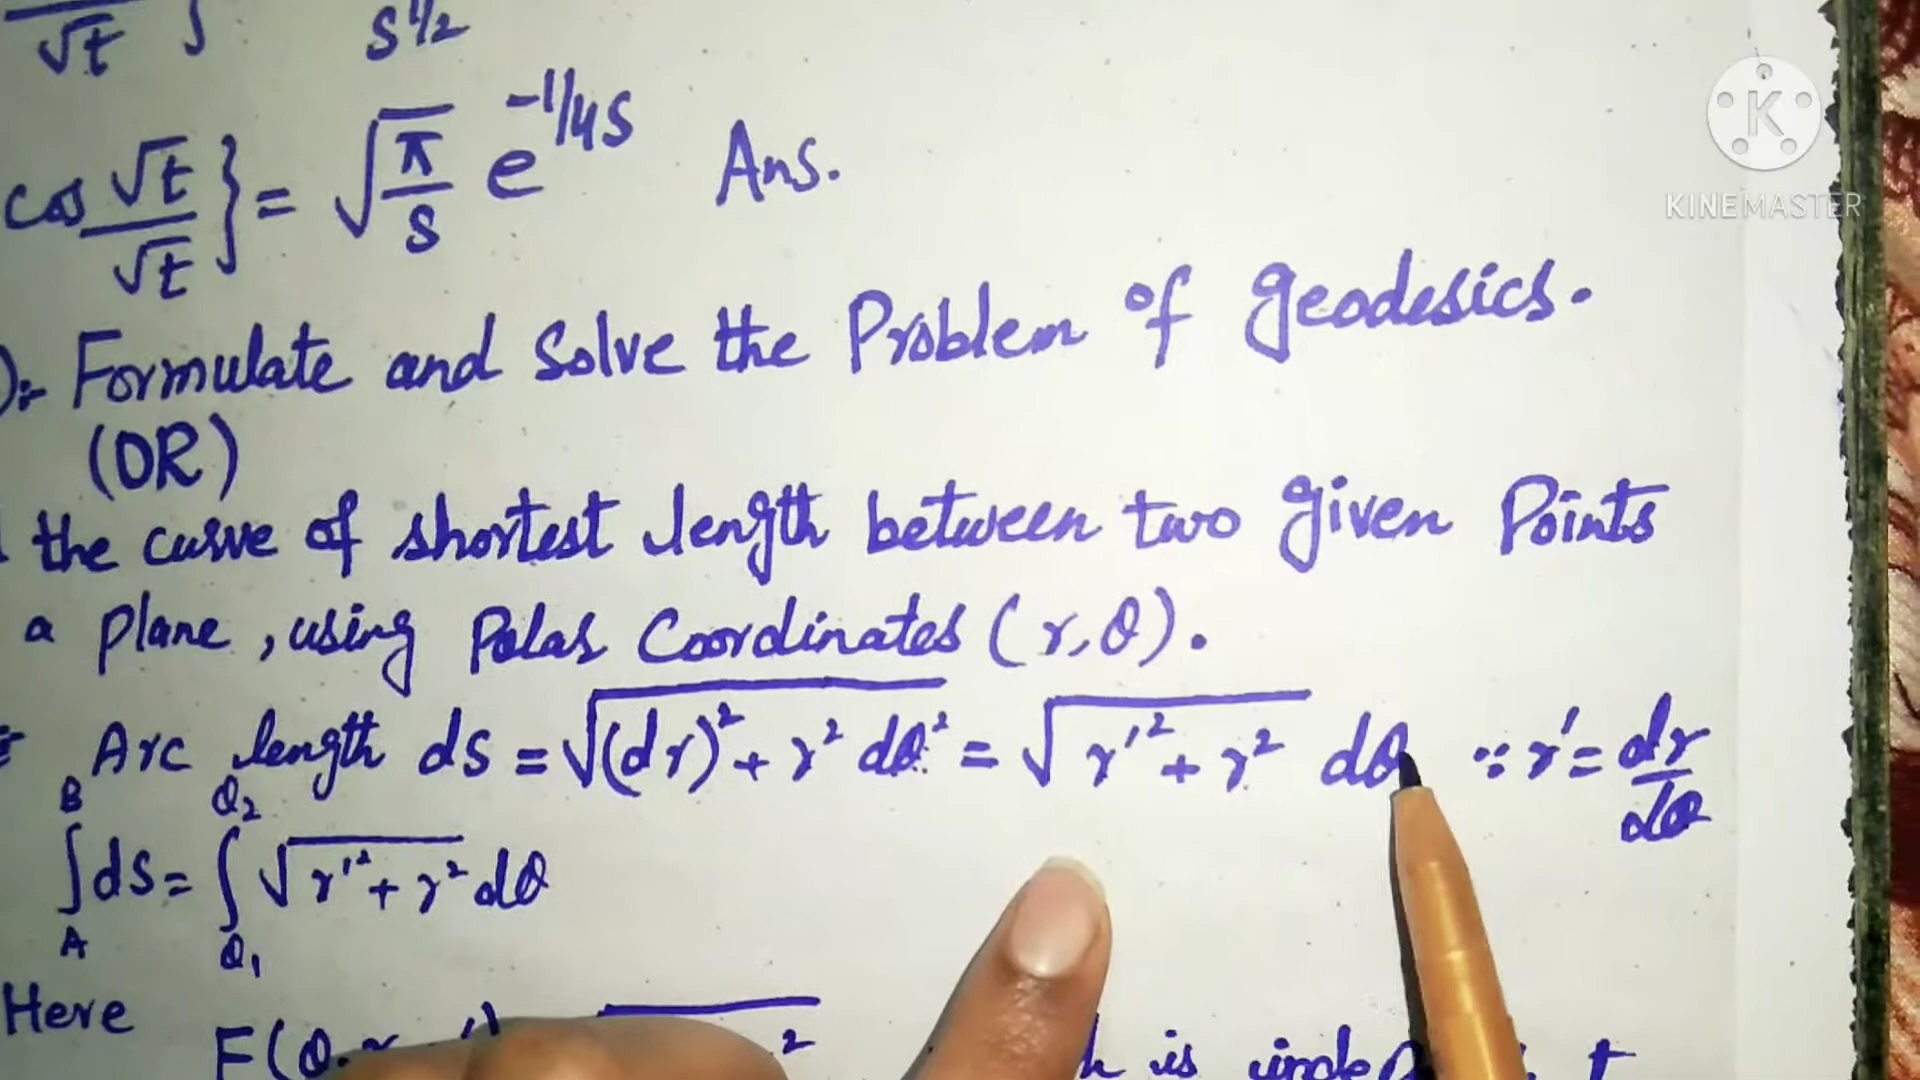 √t } s^1/2
cos √t/√t } = √π/s e^-1/4s Ans.
):- Formulate and Solve the Problem of geodesics.
(OR)
the curve of shortest length between two given Points
a plane, using Polar Coordinates (r, θ).
Arc length ds = √(dr)² + r² dθ² = √r'² + r² dθ ∵ r' = dr/dθ
∫_A^B ds = ∫_θ₁^θ₂ √r'² + r² dθ
Here
F(θ, r
is
K
KINEMASTER